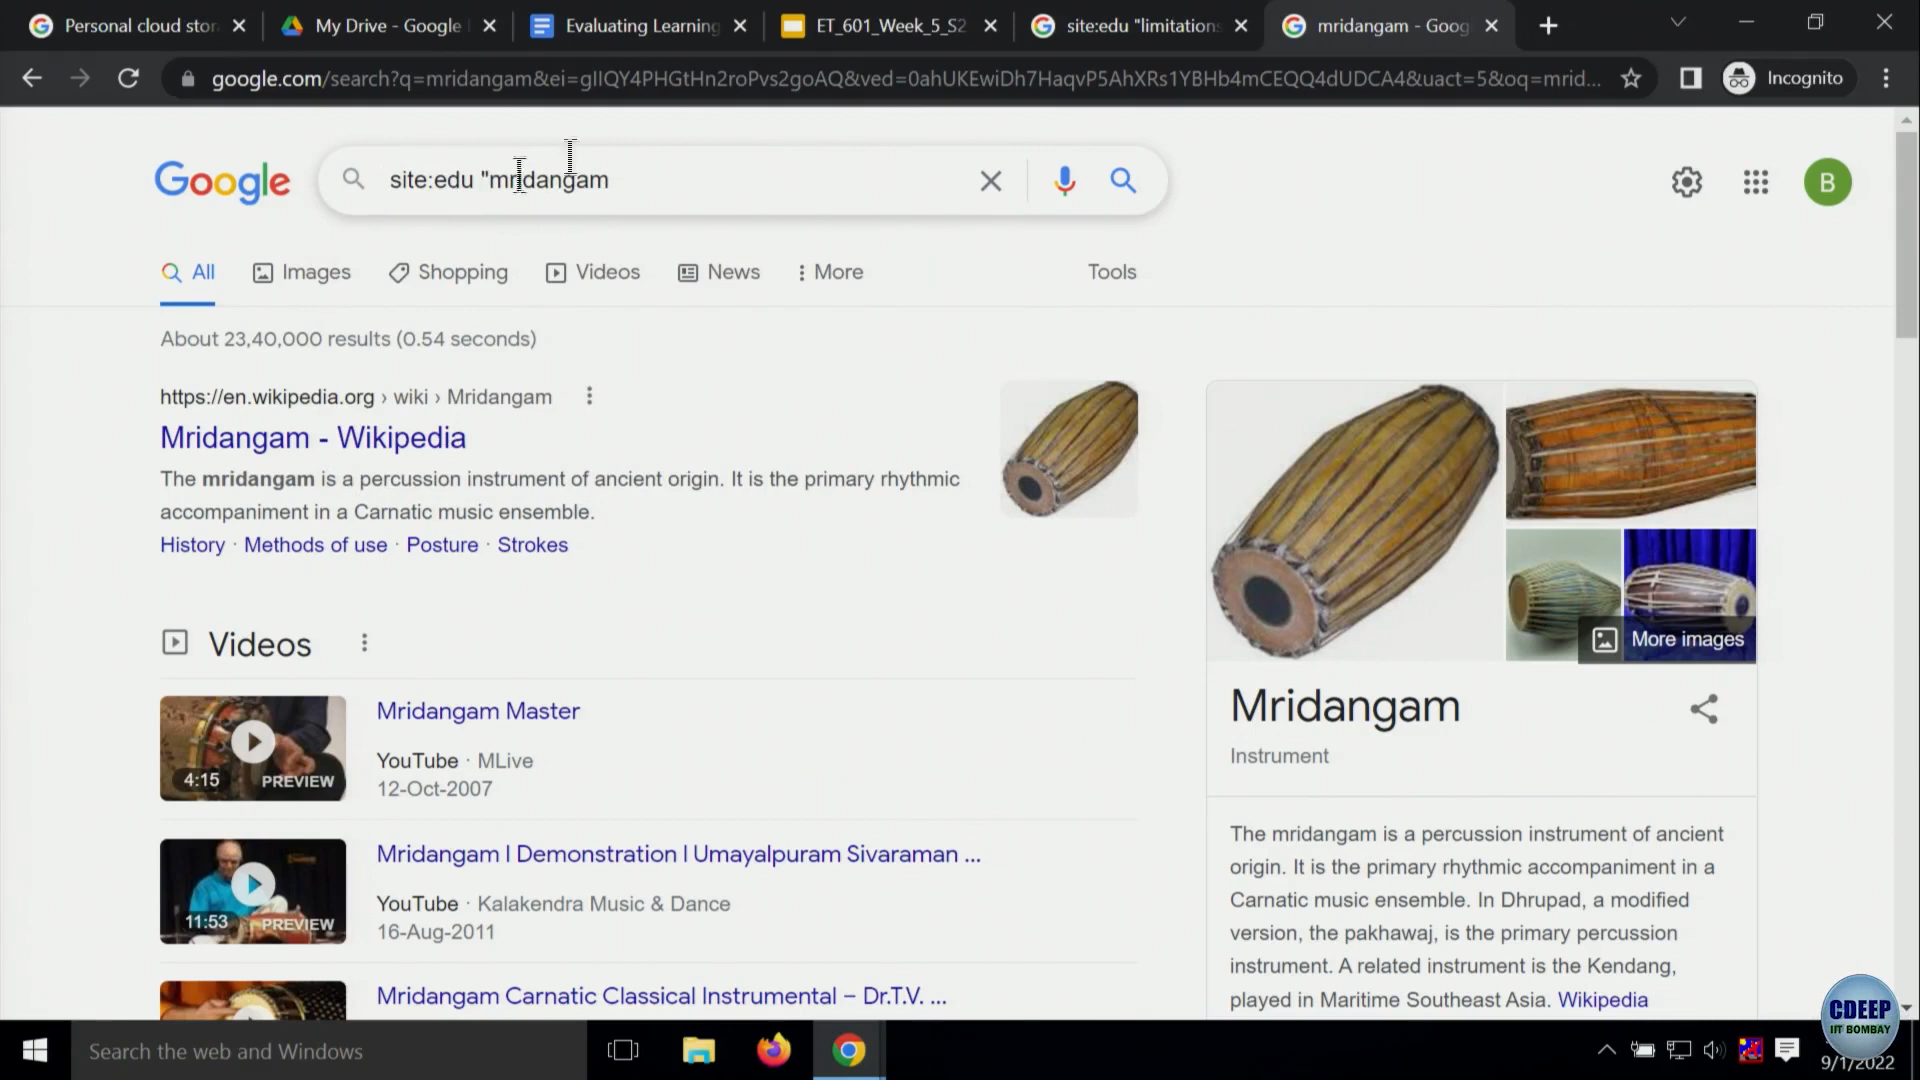 Personal cloud stor
My Drive - Google
Evaluating Learning
ET_601_Week_5_S2
site:edu "limitations
mridangam - Goog
google.com/search?q=mridangam&ei=gIIQY4PHGtHn2roPvs2goAQ&ved=0ahUKEwiDh7HaqvP5AhXRs1YBHb4mCEQQ4dUDCA4&uact=5&oq=mrid...
Incognito
Google
site:edu "mridangam
B
All
Images
Shopping
Videos
News
More
Tools
About 23,40,000 results (0.54 seconds)
https://en.wikipedia.org › wiki › Mridangam
Mridangam - Wikipedia
The mridangam is a percussion instrument of ancient origin. It is the primary rhythmic
accompaniment in a Carnatic music ensemble.
History · Methods of use · Posture · Strokes
More images
Videos
Mridangam
Instrument
Mridangam Master
YouTube · MLive
12-Oct-2007
4:15 PREVIEW
Mridangam I Demonstration I Umayalpuram Sivaraman ...
YouTube · Kalakendra Music & Dance
16-Aug-2011
11:53 PREVIEW
Mridangam Carnatic Classical Instrumental – Dr.T.V. ...
The mridangam is a percussion instrument of ancient
origin. It is the primary rhythmic accompaniment in a
Carnatic music ensemble. In Dhrupad, a modified
version, the pakhawaj, is the primary percussion
instrument. A related instrument is the Kendang,
played in Maritime Southeast Asia. Wikipedia
CDEEP
IIT BOMBAY
Search the web and Windows
9/1/2022